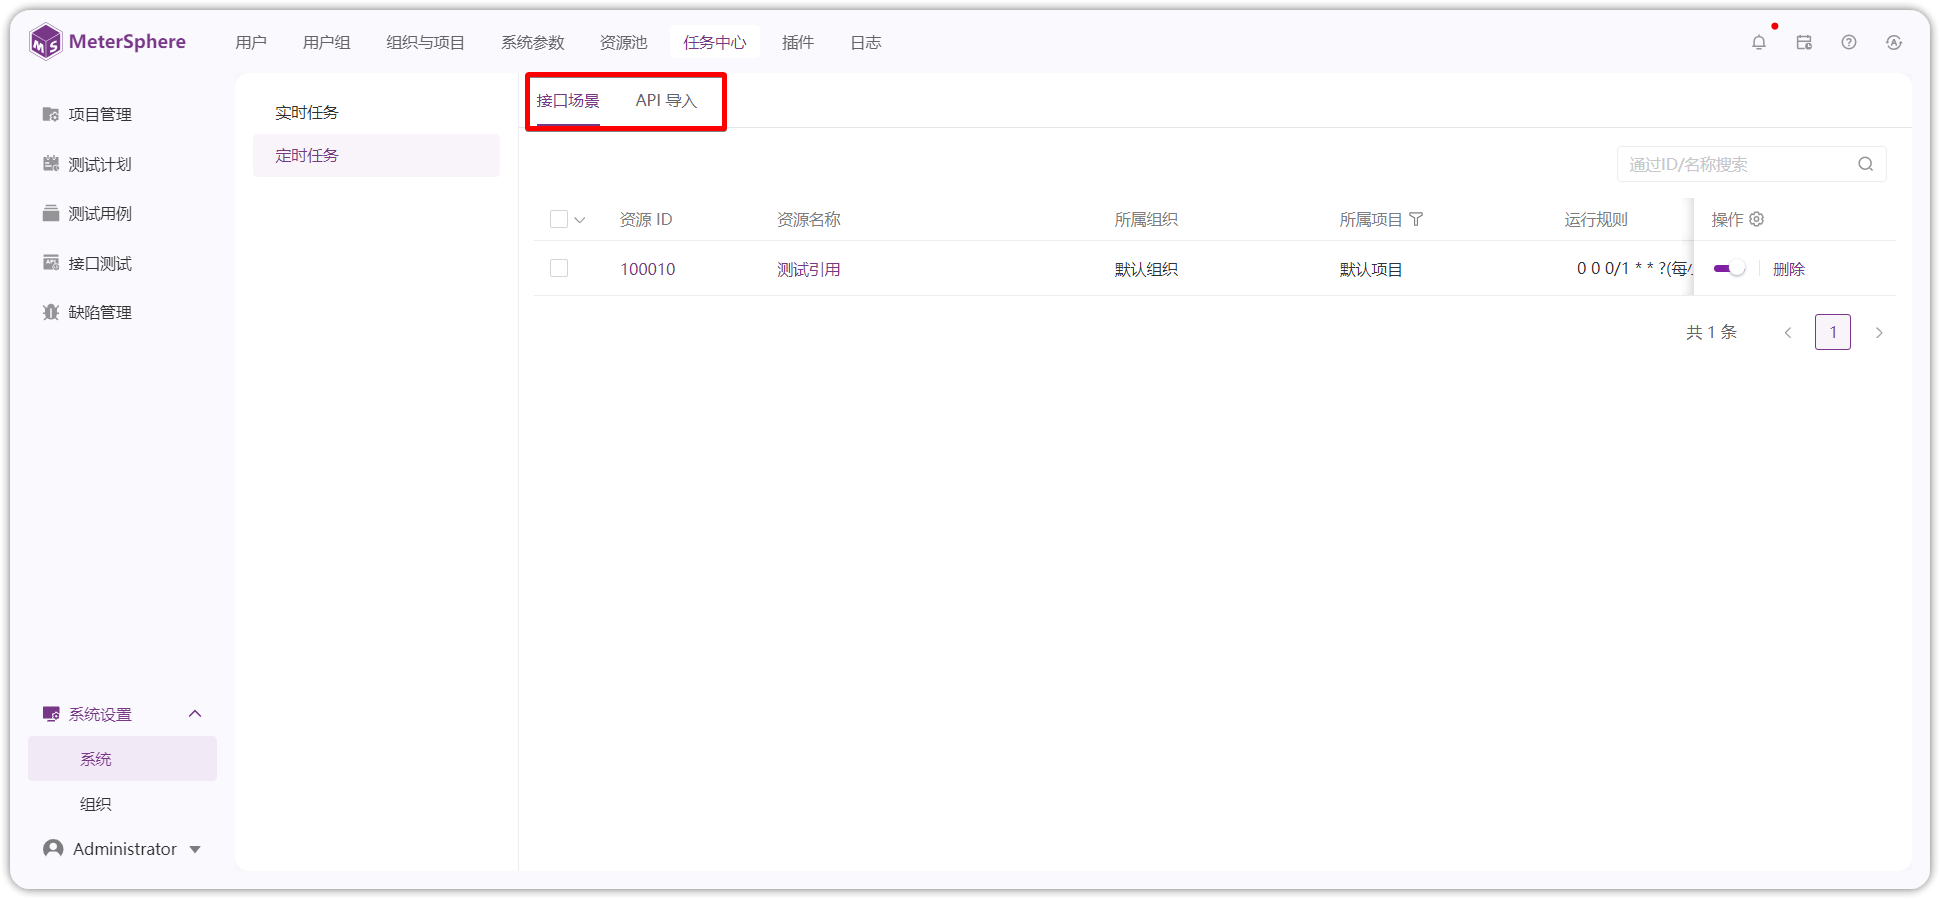 MeterSphere
用户 用户组 组织与项目 系统参数 资源池 任务中心 插件 日志
项目管理
测试计划
测试用例
接口测试
缺陷管理
系统设置
系统
组织
Administrator
实时任务
定时任务
接口场景 API 导入
通过ID/名称搜索
资源 ID 资源名称 所属组织 所属项目 运行规则 操作
100010 测试引用 默认组织 默认项目 0 0 0/1 * * ?(每 删除
共 1 条 1